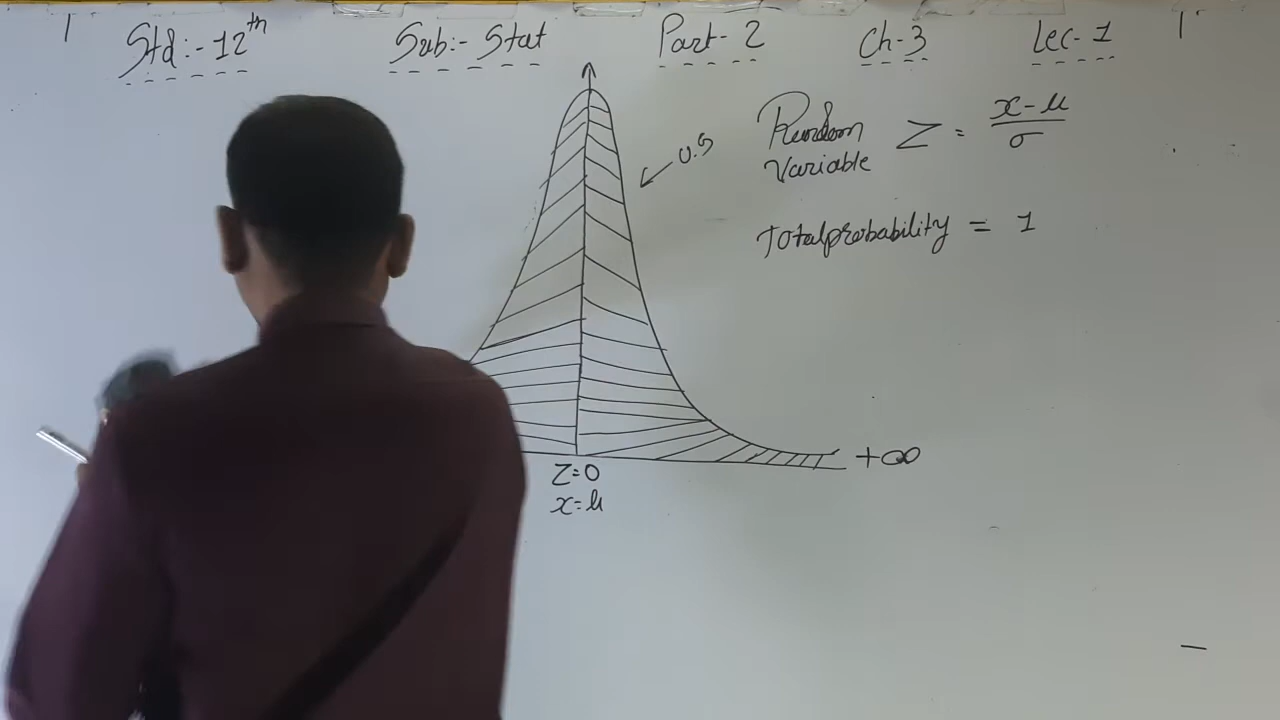 Std:- 12th Sub:- Stat Part- 2 Ch-3 Lec-1
0.5
Random
Variable Z = x-μ/σ
Total probability = 1
+∞
Z=0
x=μ